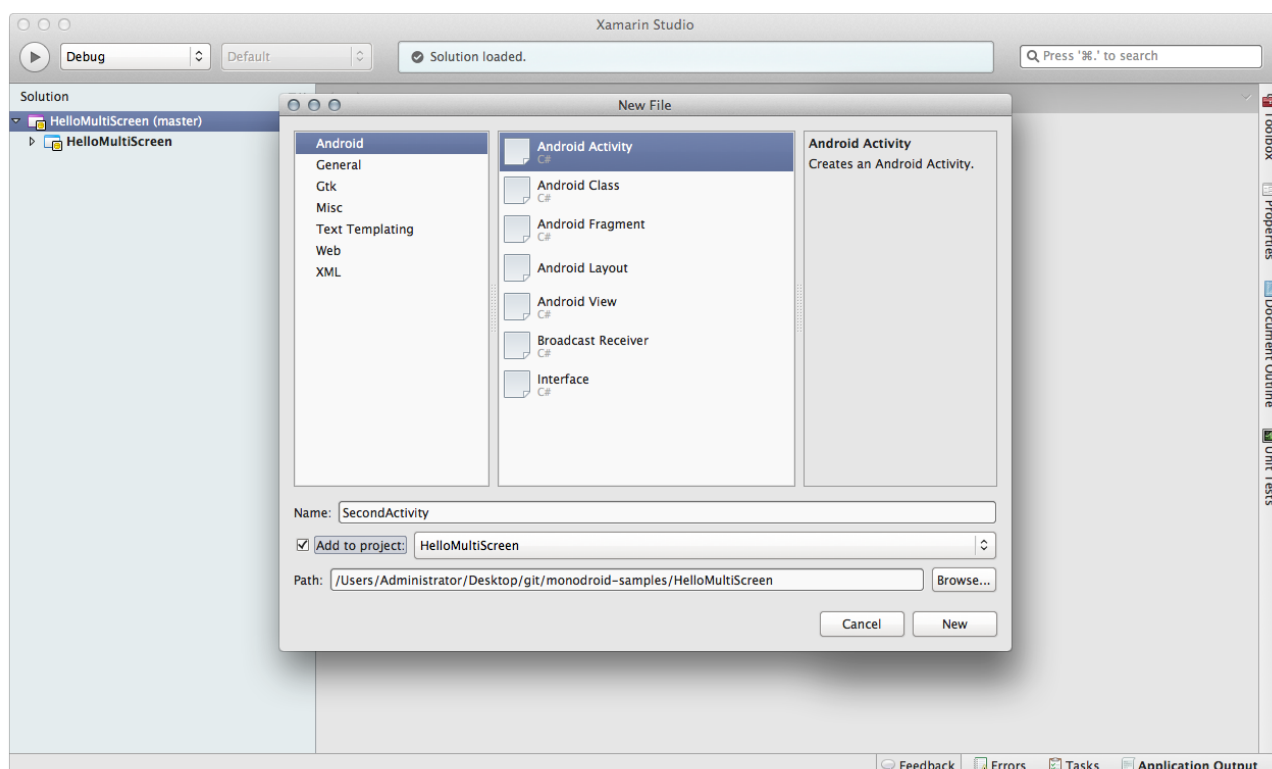 Xamarin Studio
Debug
Default
Solution loaded.
Press '⌘.' to search
Solution
HelloMultiScreen (master)
HelloMultiScreen
New File
Android
General
Gtk
Misc
Text Templating
Web
XML
Android Activity
C#
Android Class
C#
Android Fragment
C#
Android Layout
Android View
C#
Broadcast Receiver
C#
Interface
C#
Android Activity
Creates an Android Activity.
Name: SecondActivity
Add to project: HelloMultiScreen
Path: /Users/Administrator/Desktop/git/monodroid-samples/HelloMultiScreen
Browse...
Cancel
New
Toolbox
Properties
Document Outline
Unit Tests
Feedback
Errors
Tasks
Application Output